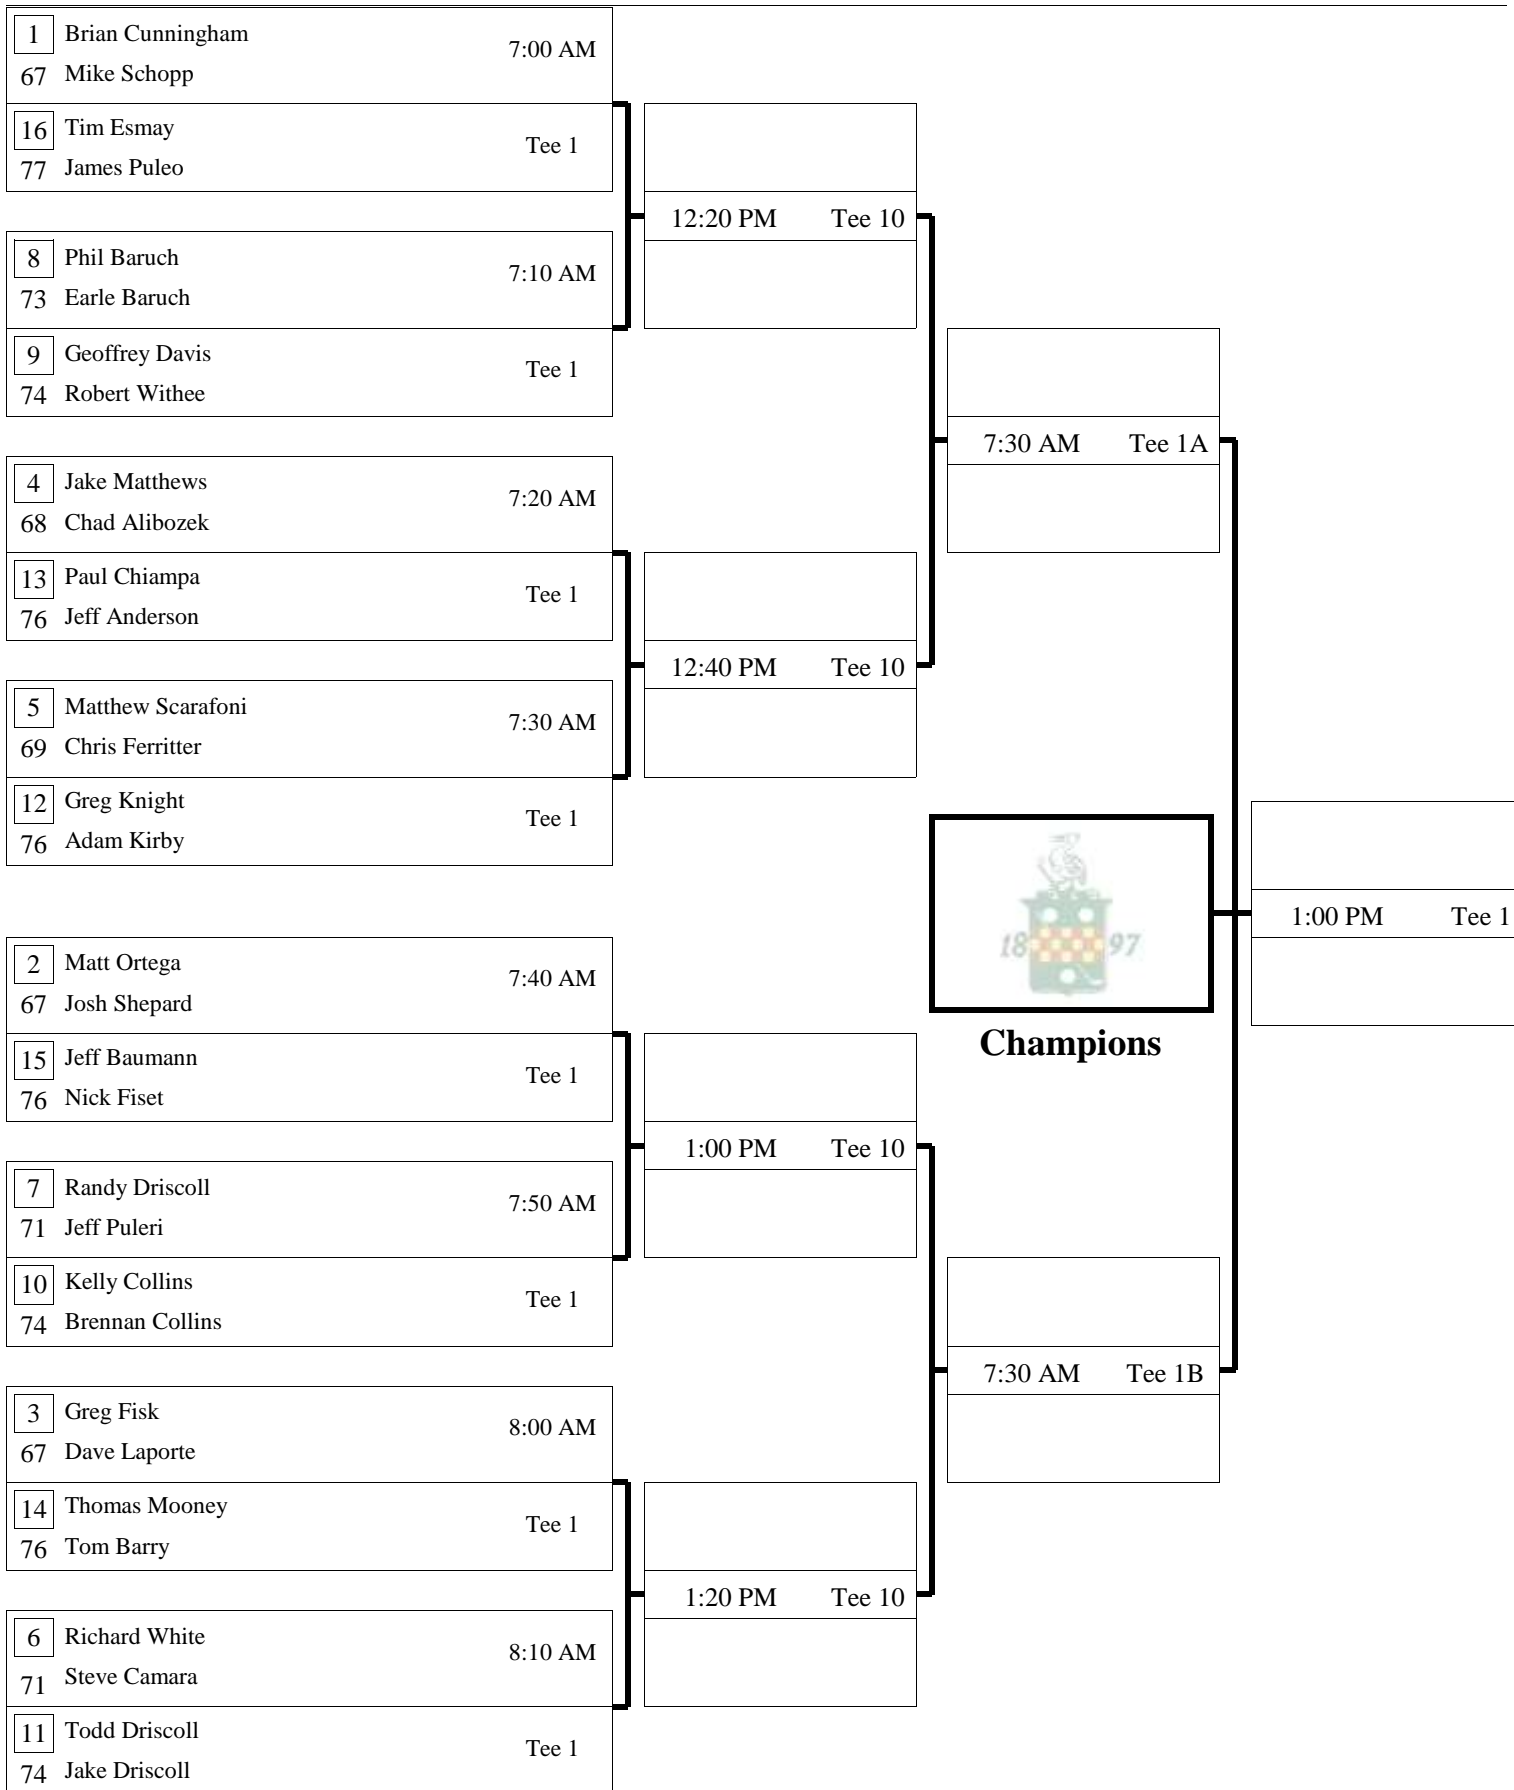 1 Brian Cunningham
7:00 AM
67 Mike Schopp
16 Tim Esmay
Tee 1
77 James Puleo
12:20 PM Tee 10
8 Phil Baruch
7:10 AM
73 Earle Baruch
9 Geoffrey Davis
Tee 1
74 Robert Withee
7:30 AM Tee 1A
4 Jake Matthews
7:20 AM
68 Chad Alibozek
13 Paul Chiampa
Tee 1
76 Jeff Anderson
12:40 PM Tee 10
5 Matthew Scarafoni
7:30 AM
69 Chris Ferritter
12 Greg Knight
Tee 1
76 Adam Kirby
1:00 PM Tee 1
18 97
Champions
2 Matt Ortega
7:40 AM
67 Josh Shepard
15 Jeff Baumann
Tee 1
76 Nick Fiset
1:00 PM Tee 10
7 Randy Driscoll
7:50 AM
71 Jeff Puleri
10 Kelly Collins
Tee 1
74 Brennan Collins
7:30 AM Tee 1B
3 Greg Fisk
8:00 AM
67 Dave Laporte
14 Thomas Mooney
Tee 1
76 Tom Barry
1:20 PM Tee 10
6 Richard White
8:10 AM
71 Steve Camara
11 Todd Driscoll
Tee 1
74 Jake Driscoll